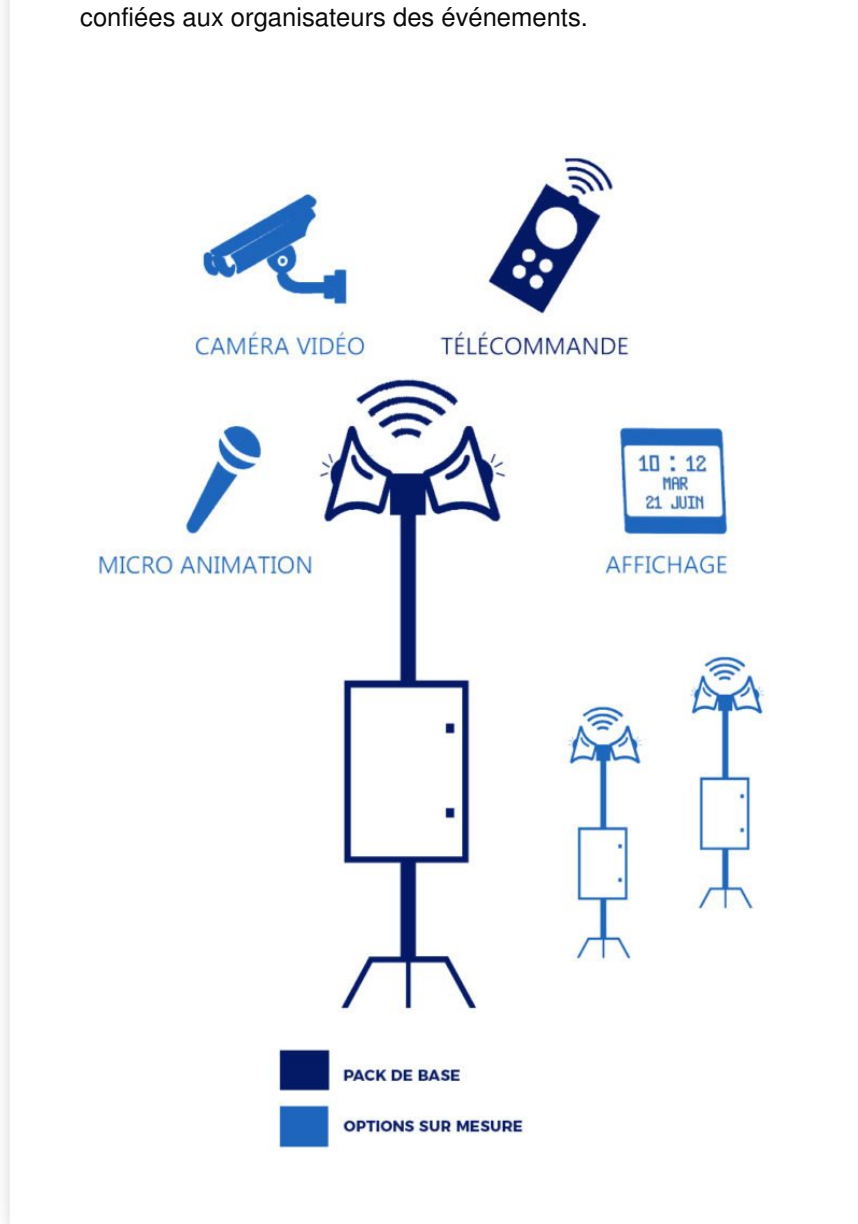 confiées aux organisateurs des événements.
CAMÉRA VIDÉO
TÉLÉCOMMANDE
MICRO ANIMATION
10 : 12
MAR
21 JUIN
AFFICHAGE
PACK DE BASE
OPTIONS SUR MESURE